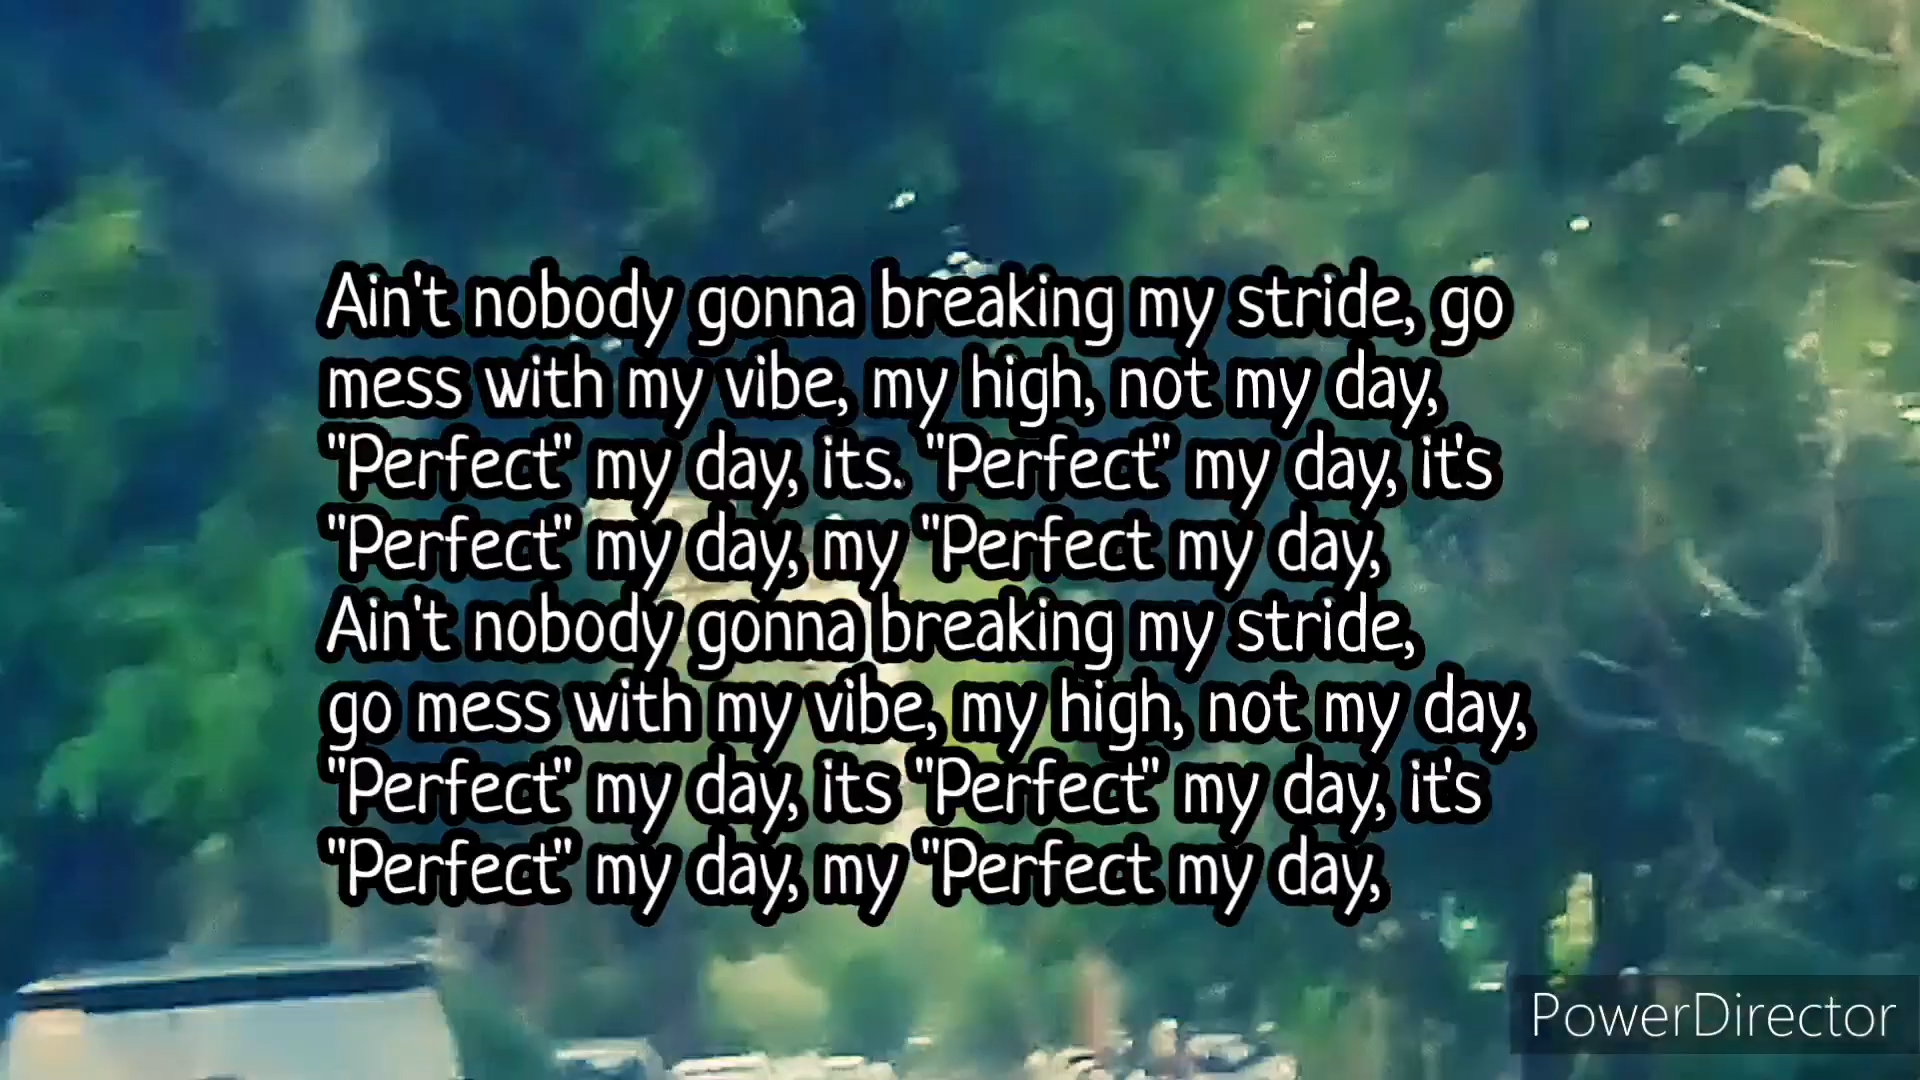 Ain't nobody gonna breaking my stride, go
mess with my vibe, my high, not my day,
"Perfect" my day, its. "Perfect" my day, it's
"Perfect" my day, my "Perfect my day,
Ain't nobody gonna breaking my stride,
go mess with my vibe, my high, not my day,
"Perfect" my day, its "Perfect" my day, it's
"Perfect" my day, my "Perfect my day,
PowerDirector